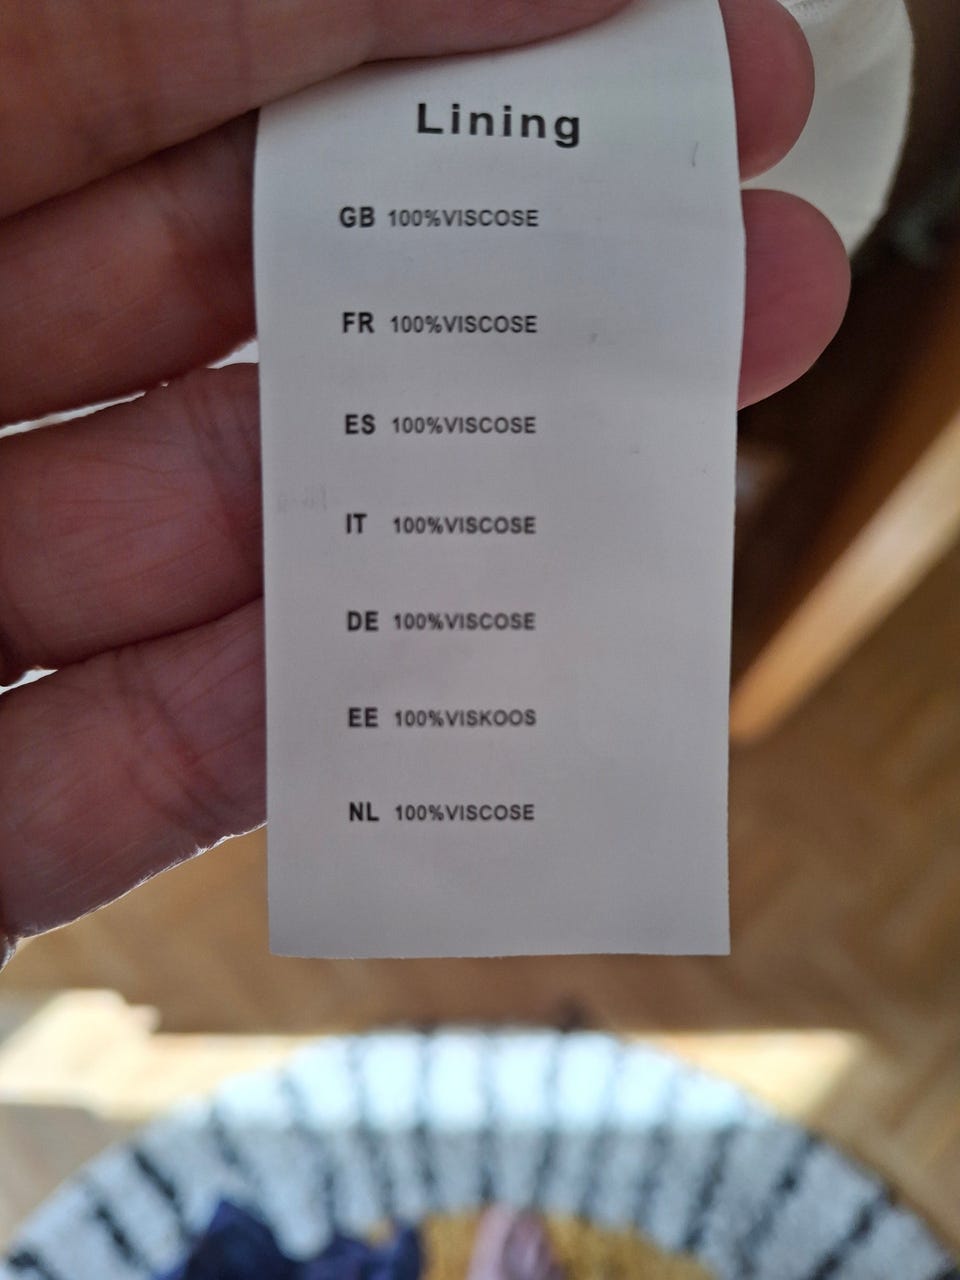 Lining
GB 100%VISCOSE
FR 100%VISCOSE
ES 100%VISCOSE
IT 100%VISCOSE
DE 100%VISCOSE
EE 100%VISKOOS
NL 100%VISCOSE